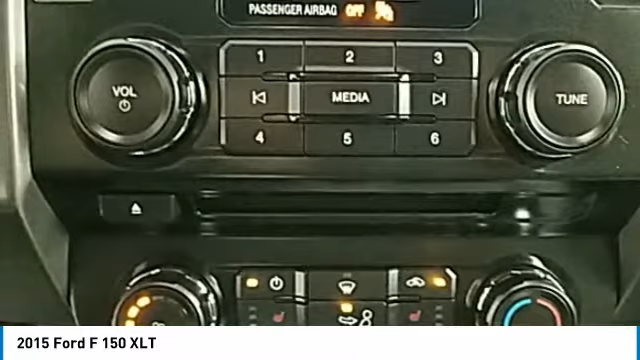 PASSENGER AIRBAG OFF
1 2 3
VOL
MEDIA
TUNE
4 5 6
2015 Ford F 150 XLT